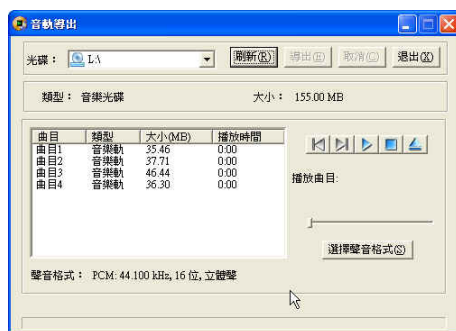 音軌導出
光碟： L:\ 刷新(R) 導出(E) 取消(C) 退出(X)
類型： 音樂光碟 大小： 155.00 MB
曲目 類型 大小(MB) 播放時間
曲目1 音樂軌 35.46 0:00
曲目2 音樂軌 37.71 0:00
曲目3 音樂軌 46.44 0:00
曲目4 音樂軌 36.30 0:00
播放曲目:
選擇聲音格式(S)
聲音格式： PCM: 44.100 kHz, 16 位, 立體聲